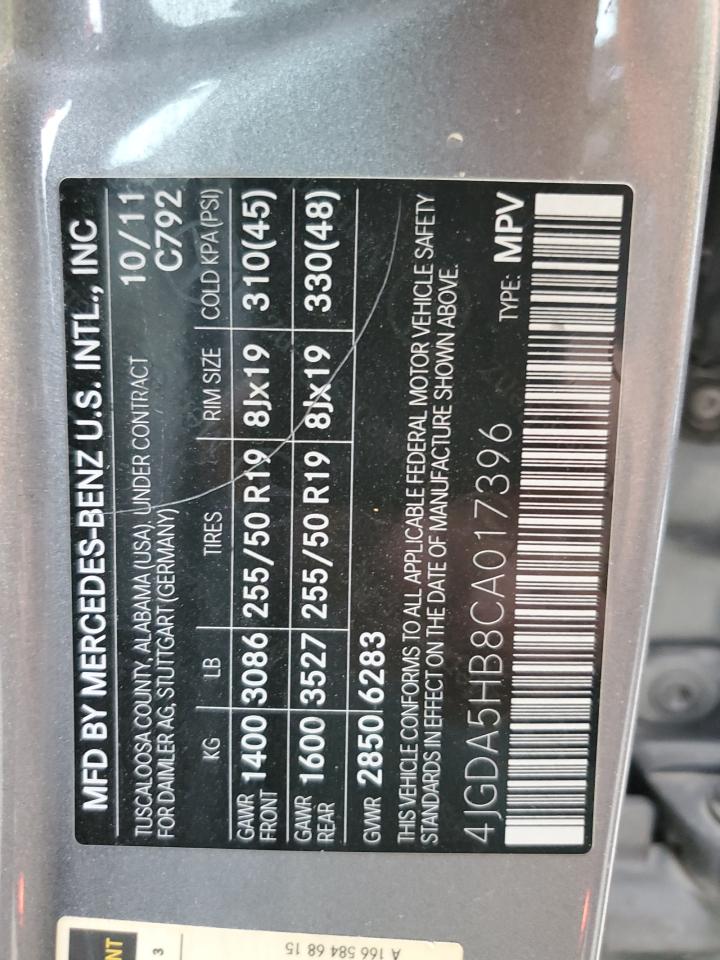 MFD BY MERCEDES-BENZ U.S. INTL., INC
TUSCALOOSA COUNTY, ALABAMA (USA), UNDER CONTRACT 10/11
FOR DAIMLER AG, STUTTGART (GERMANY) C792
KG LB TIRES RIM SIZE COLD KPA (PSI)
GAWR FRONT 1400 3086 255/50 R19 8Jx19 310(45)
GAWR REAR 1600 3527 255/50 R19 8Jx19 330(48)
GVWR 2850 6283
THIS VEHICLE CONFORMS TO ALL APPLICABLE FEDERAL MOTOR VEHICLE SAFETY
STANDARDS IN EFFECT ON THE DATE OF MANUFACTURE SHOWN ABOVE.
4JGDA5HB8CA017396 TYPE: MPV
3
A 166 584 68 15